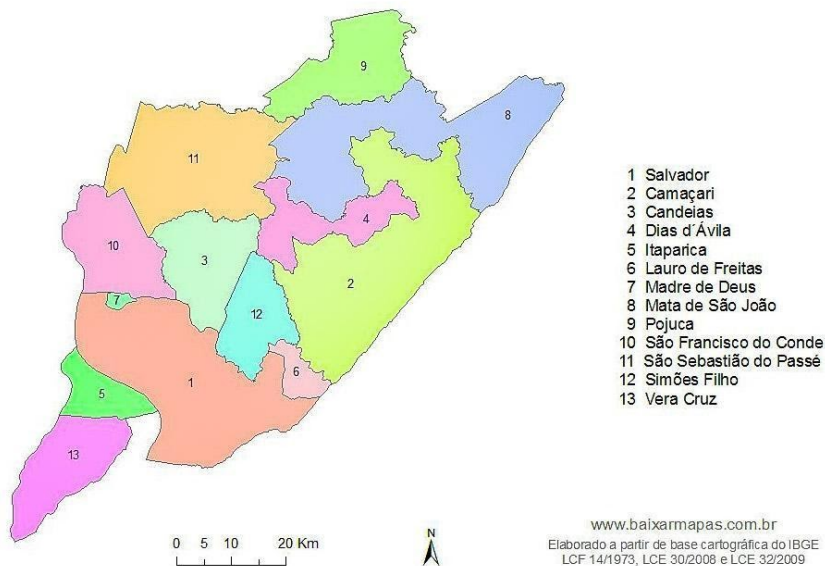 9
8
11
4
10
3
2
7
12
6
1
5
13
1 Salvador
2 Camaçari
3 Candeias
4 Dias d´Ávila
5 Itaparica
6 Lauro de Freitas
7 Madre de Deus
8 Mata de São João
9 Pojuca
10 São Francisco do Conde
11 São Sebastião do Passé
12 Simões Filho
13 Vera Cruz
0 5 10 20 Km
N
www.baixarmapas.com.br
Elaborado a partir de base cartográfica do IBGE
LCF 14/1973, LCE 30/2008 e LCE 32/2009